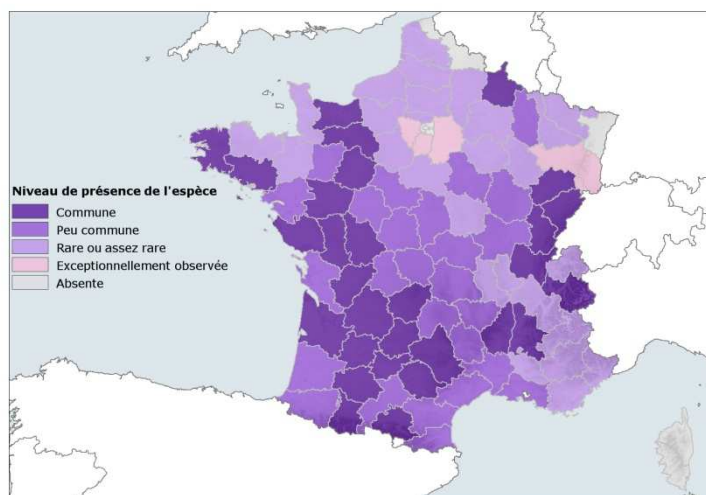 Niveau de présence de l'espèce
Commune
Peu commune
Rare ou assez rare
Exceptionnellement observée
Absente